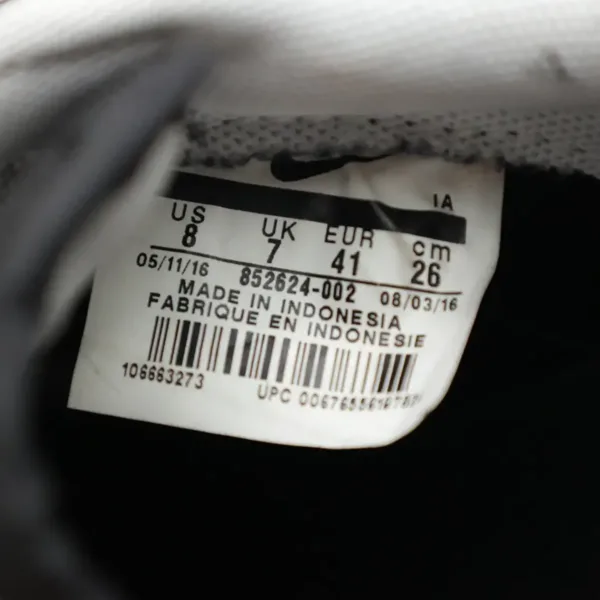 IA
US UK EUR cm
8 7 41 26
05/11/16 852624-002 08/03/16
MADE IN INDONESIA
FABRIQUE EN INDONESIE
106663273
UPC